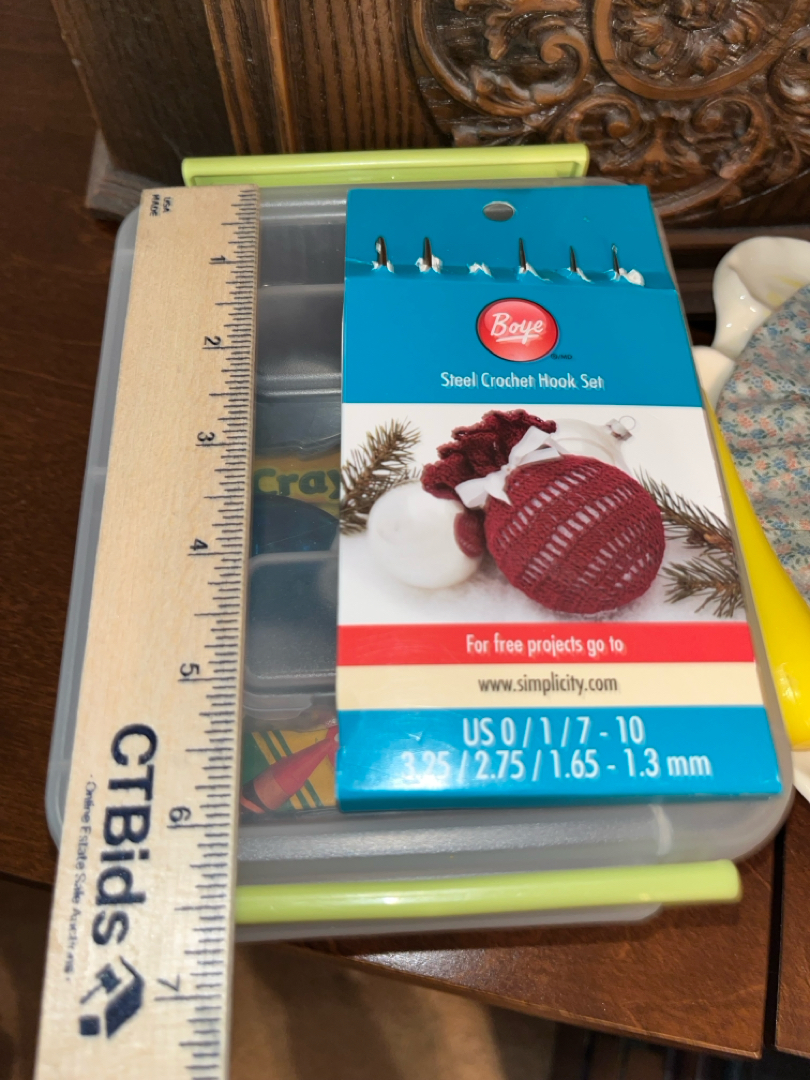 USA
MADE
1
2
3
4
5
6
7
CTBids
· Online Estate Sale Auctions ·
Cray
Boye
Steel Crochet Hook Set
For free projects go to
www.simplicity.com
US 0 / 1 / 7 - 10
3.25 / 2.75 / 1.65 - 1.3 mm